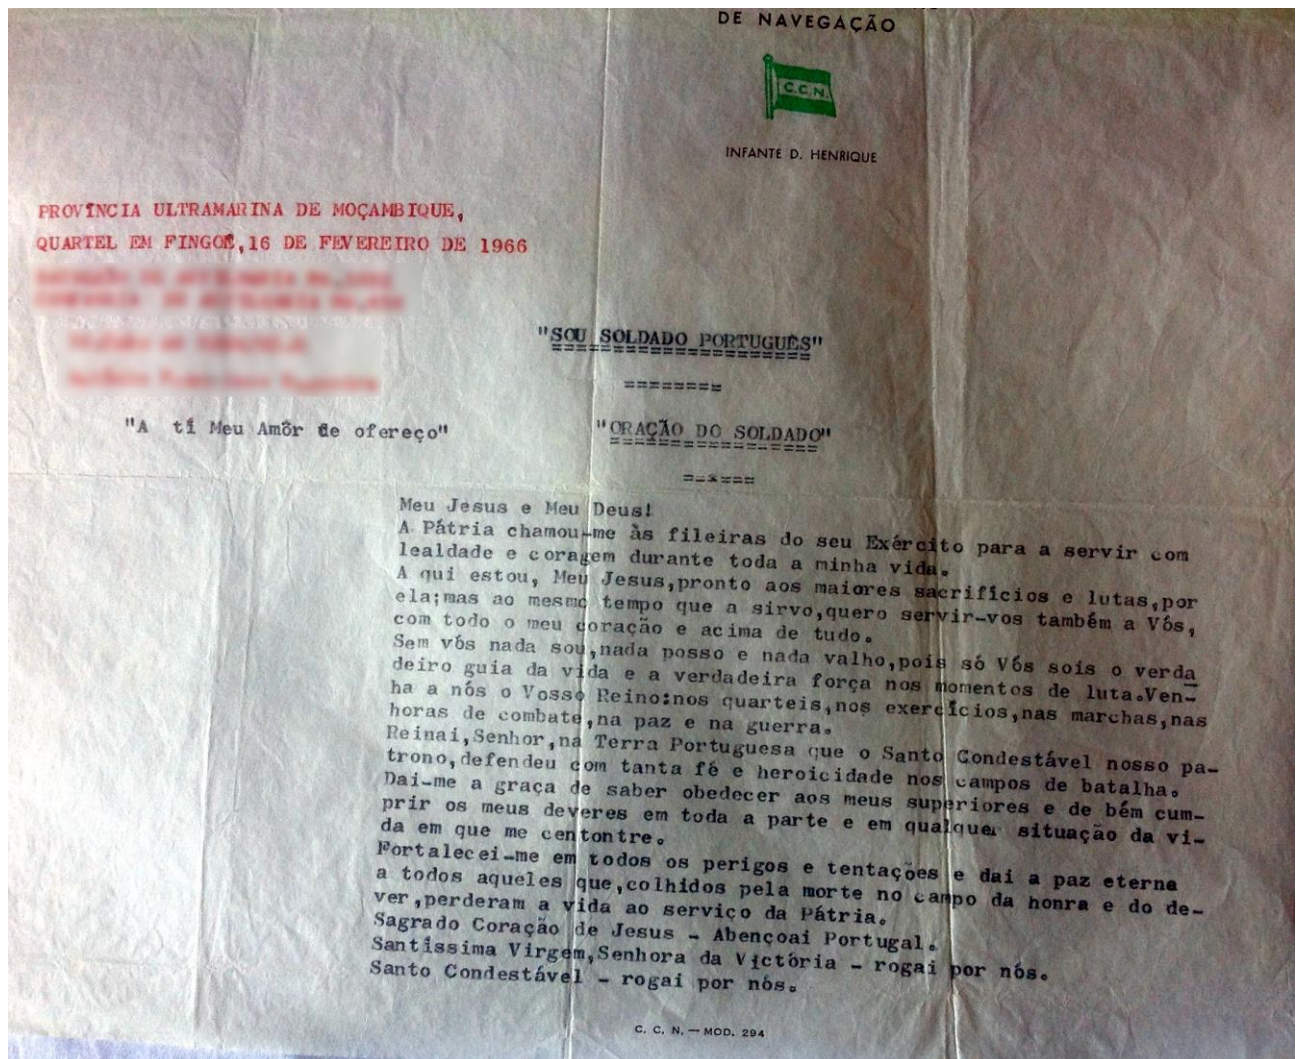 DE NAVEGAÇÃO
C.C.N.
INFANTE D. HENRIQUE
PROVÍNCIA ULTRAMARINA DE MOÇAMBIQUE,
QUARTEL EM FINGOÉ,16 DE FEVEREIRO DE 1966
"SOU SOLDADO PORTUGUÊS"
"A ti Meu Amôr de ofereço"
"ORAÇÃO DO SOLDADO"
Meu Jesus e Meu Deus!
A Pátria chamou-me às fileiras do seu Exército para a servir com
lealdade e coragem durante toda a minha vida.
A qui estou, Meu Jesus,pronto aos maiores sacrifícios e lutas,por
ela;mas ao mesmo tempo que a sirvo,quero servir-vos também a Vós,
com todo o meu coração e acima de tudo.
Sem vós nada sou,nada posso e nada valho,pois só Vós sois o verda
deiro guia da vida e a verdadeira força nos momentos de luta.Ven-
ha a nós o Vosso Reino:nos quarteis,nos exercícios,nas marchas,nas
horas de combate,na paz e na guerra.
Reinai,Senhor,na Terra Portuguesa que o Santo Condestável nosso pa-
trono,defendeu com tanta fé e heroicidade nos campos de batalha.
Dai-me a graça de saber obedecer aos meus superiores e de bém cum-
prir os meus deveres em toda a parte e em qualquer situação da vi-
da em que me centontre.
Fortalecei-me em todos os perigos e tentações e dai a paz eterna
a todos aqueles que,colhidos pela morte no campo da honra e do de-
ver,perderam a vida ao serviço da Pátria.
Sagrado Coração de Jesus - Abençoai Portugal.
Santíssima Virgem,Senhora da Victória - rogai por nós.
Santo Condestável - rogai por nós.
C. C. N. — MOD. 294